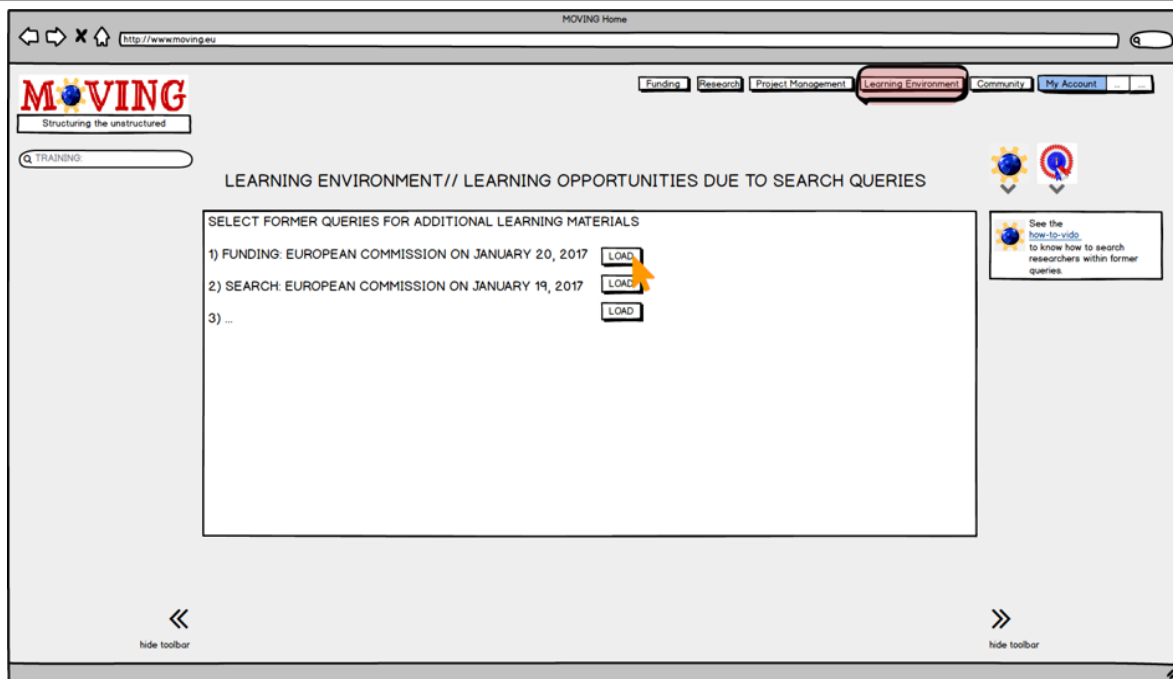 MOVING Home
http://www.moving.eu
MOVING
Structuring the unstructured
Funding
Research
Project Management
Learning Environment
Community
My Account
..
...
TRAINING:
LEARNING ENVIRONMENT// LEARNING OPPORTUNITIES DUE TO SEARCH QUERIES
SELECT FORMER QUERIES FOR ADDITIONAL LEARNING MATERIALS
1) FUNDING: EUROPEAN COMMISSION ON JANUARY 20, 2017 LOAD
2) SEARCH: EUROPEAN COMMISSION ON JANUARY 19, 2017 LOAD
3) ... LOAD
See the
how-to-vido
to know how to search
researchers within former
queries.
hide toolbar
hide toolbar